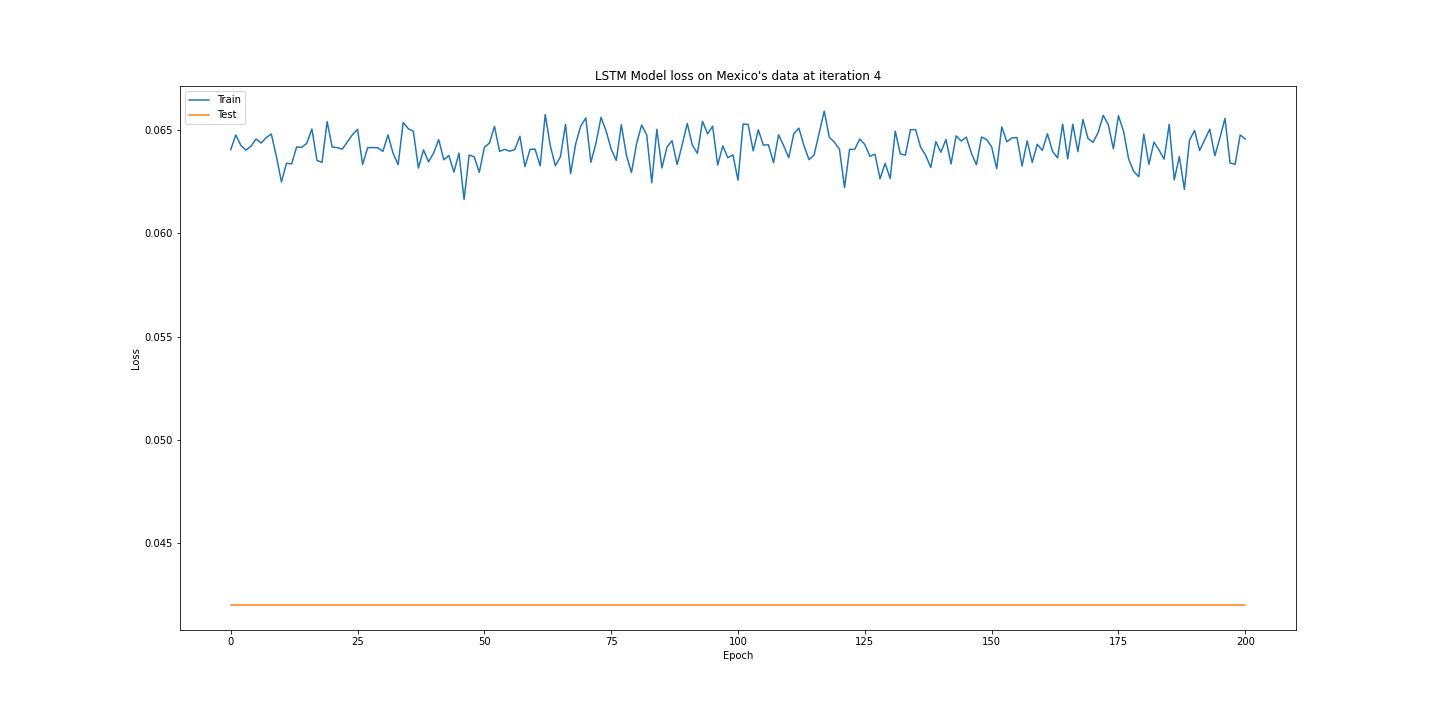 LSTM Model loss on Mexico's data at iteration 4
Train
Test
0.065
0.060
0.055
0.050
0.045
Loss
0 25 50 75 100 125 150 175 200
Epoch